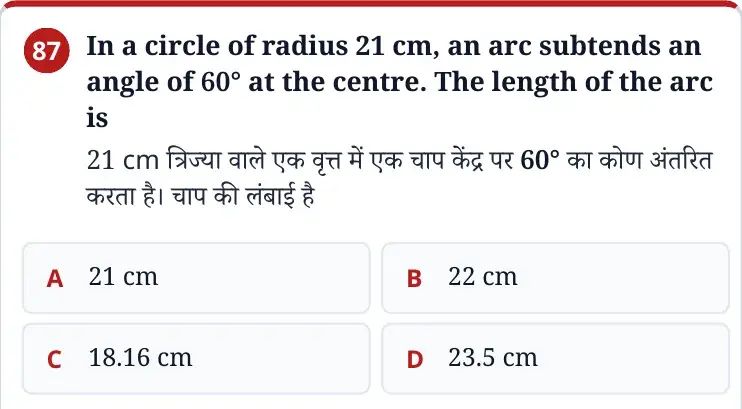 87 In a circle of radius 21 cm, an arc subtends an
angle of 60° at the centre. The length of the arc
is
21 cm त्रिज्या वाले एक वृत्त में एक चाप केंद्र पर 60° का कोण अंतरित
करता है। चाप की लंबाई है
A 21 cm
B 22 cm
C 18.16 cm
D 23.5 cm